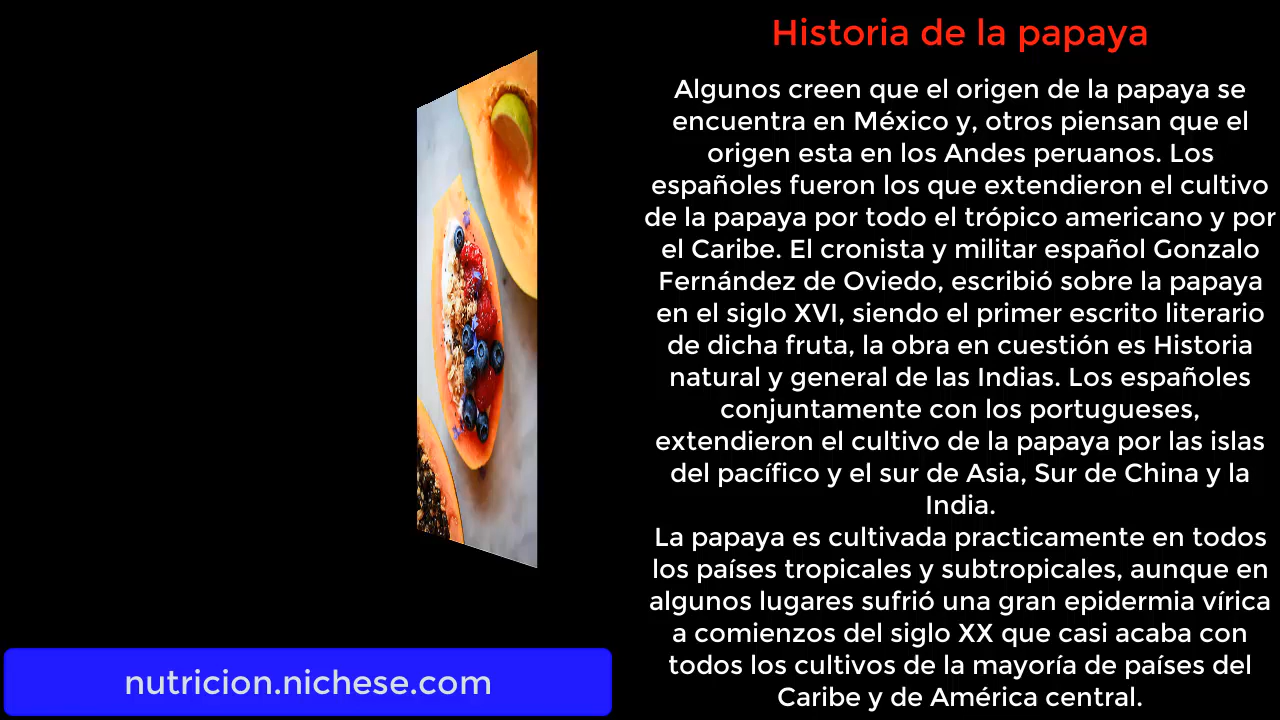 Historia de la papaya
Algunos creen que el origen de la papaya se
encuentra en México y, otros piensan que el
origen esta en los Andes peruanos. Los
españoles fueron los que extendieron el cultivo
de la papaya por todo el trópico americano y por
el Caribe. El cronista y militar español Gonzalo
Fernández de Oviedo, escribió sobre la papaya
en el siglo XVI, siendo el primer escrito literario
de dicha fruta, la obra en cuestión es Historia
natural y general de las Indias. Los españoles
conjuntamente con los portugueses,
extendieron el cultivo de la papaya por las islas
del pacífico y el sur de Asia, Sur de China y la
India.
La papaya es cultivada practicamente en todos
los países tropicales y subtropicales, aunque en
algunos lugares sufrió una gran epidermia vírica
a comienzos del siglo XX que casi acaba con
todos los cultivos de la mayoría de países del
Caribe y de América central.
nutricion.nichese.com